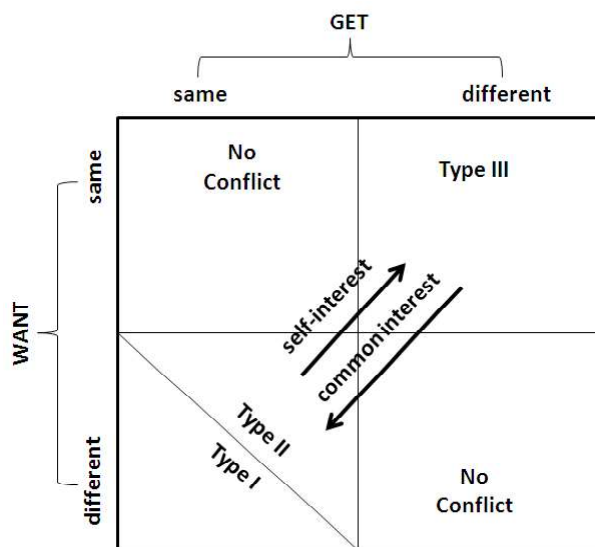 GET
same
different
No
Conflict
Type III
same
WANT
self-interest
common interest
different
Type II
Type I
No
Conflict